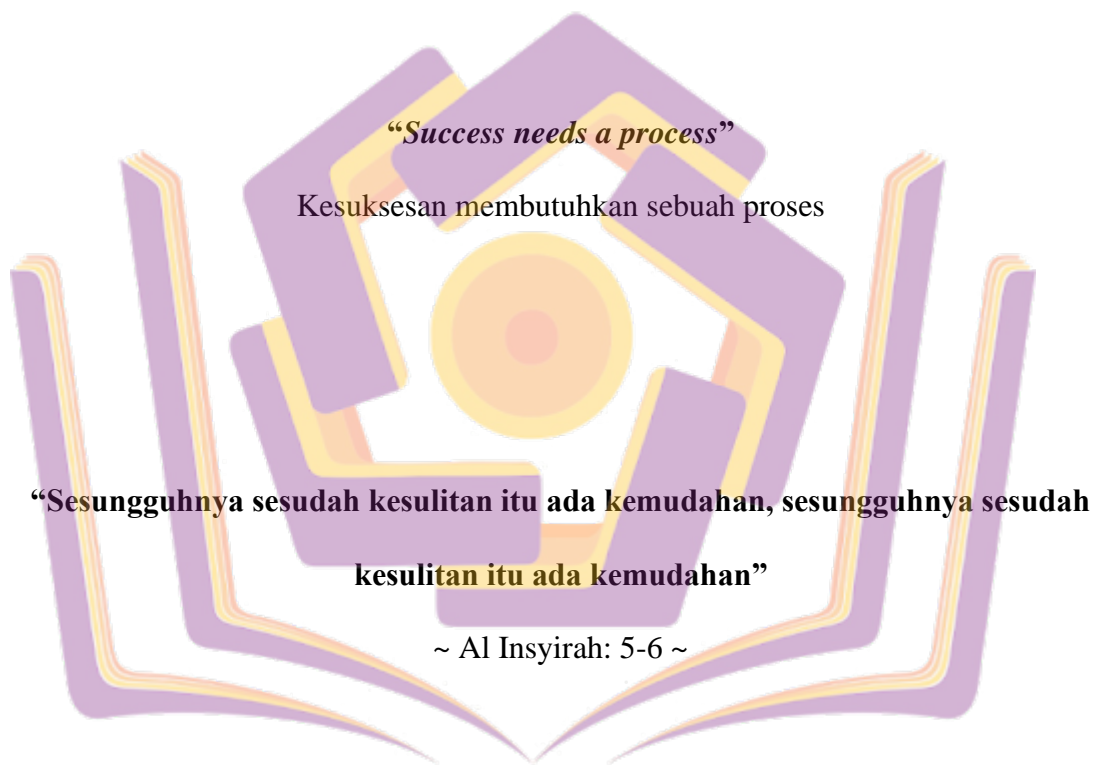 “Success needs a process”
Kesuksesan membutuhkan sebuah proses
“Sesungguhnya sesudah kesulitan itu ada kemudahan, sesungguhnya sesudah
kesulitan itu ada kemudahan”
~ Al Insyirah: 5-6 ~